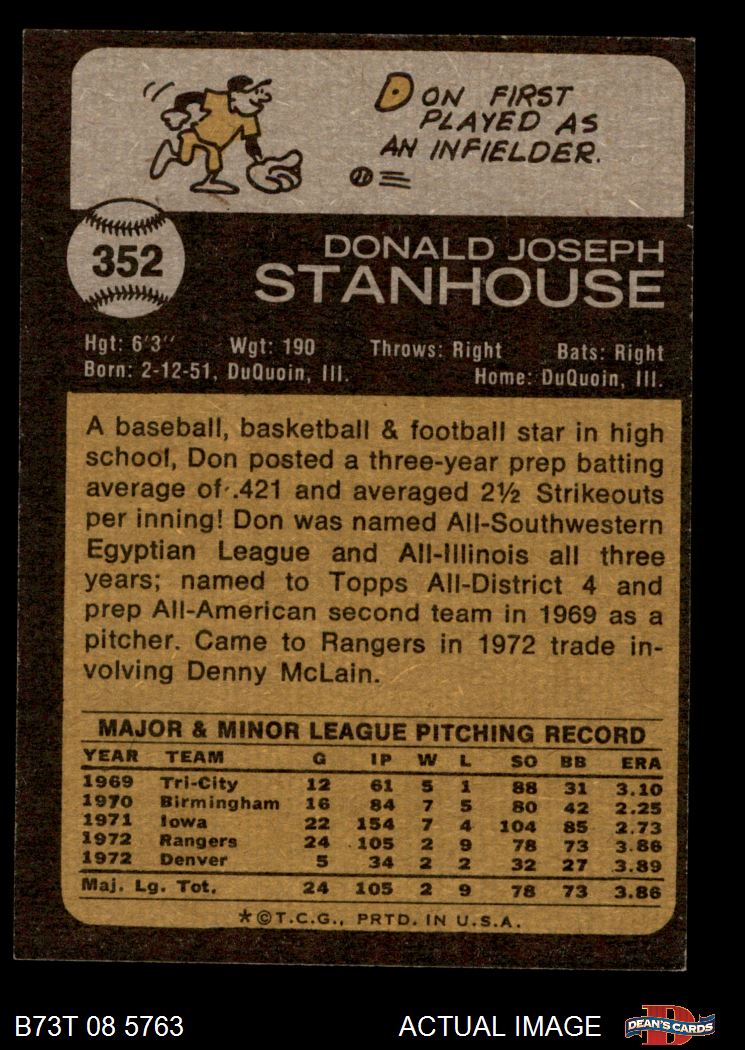 DON FIRST
PLAYED AS
AN INFIELDER.
352
DONALD JOSEPH
STANHOUSE
Hgt: 6'3" Wgt: 190 Throws: Right Bats: Right
Born: 2-12-51, DuQuoin, Ill. Home: DuQuoin, Ill.
A baseball, basketball & football star in high
school, Don posted a three-year prep batting
average of .421 and averaged 2½ Strikeouts
per inning! Don was named All-Southwestern
Egyptian League and All-Illinois all three
years; named to Topps All-District 4 and
prep All-American second team in 1969 as a
pitcher. Came to Rangers in 1972 trade in-
volving Denny McLain.
MAJOR & MINOR LEAGUE PITCHING RECORD
YEAR TEAM G IP W L SO BB ERA
1969 Tri-City 12 61 5 1 88 31 3.10
1970 Birmingham 16 84 7 5 80 42 2.25
1971 Iowa 22 154 7 4 104 85 2.73
1972 Rangers 24 105 2 9 78 73 3.86
1972 Denver 5 34 2 2 32 27 3.89
Maj. Lg. Tot. 24 105 2 9 78 73 3.86
*©T.C.G., PRTD. IN U.S.A.
B73T 08 5763 ACTUAL IMAGE D DEAN'S CARDS